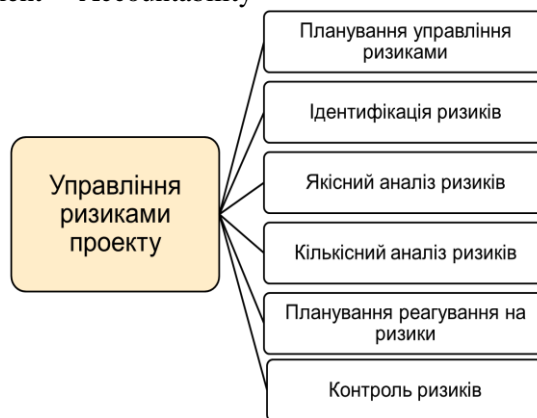 Accountability
Планування управління
ризиками
Ідентифікація ризиків
Якісний аналіз ризиків
Управління
ризиками
проекту
Кількісний аналіз ризиків
Планування реагування на
ризики
Контроль ризиків